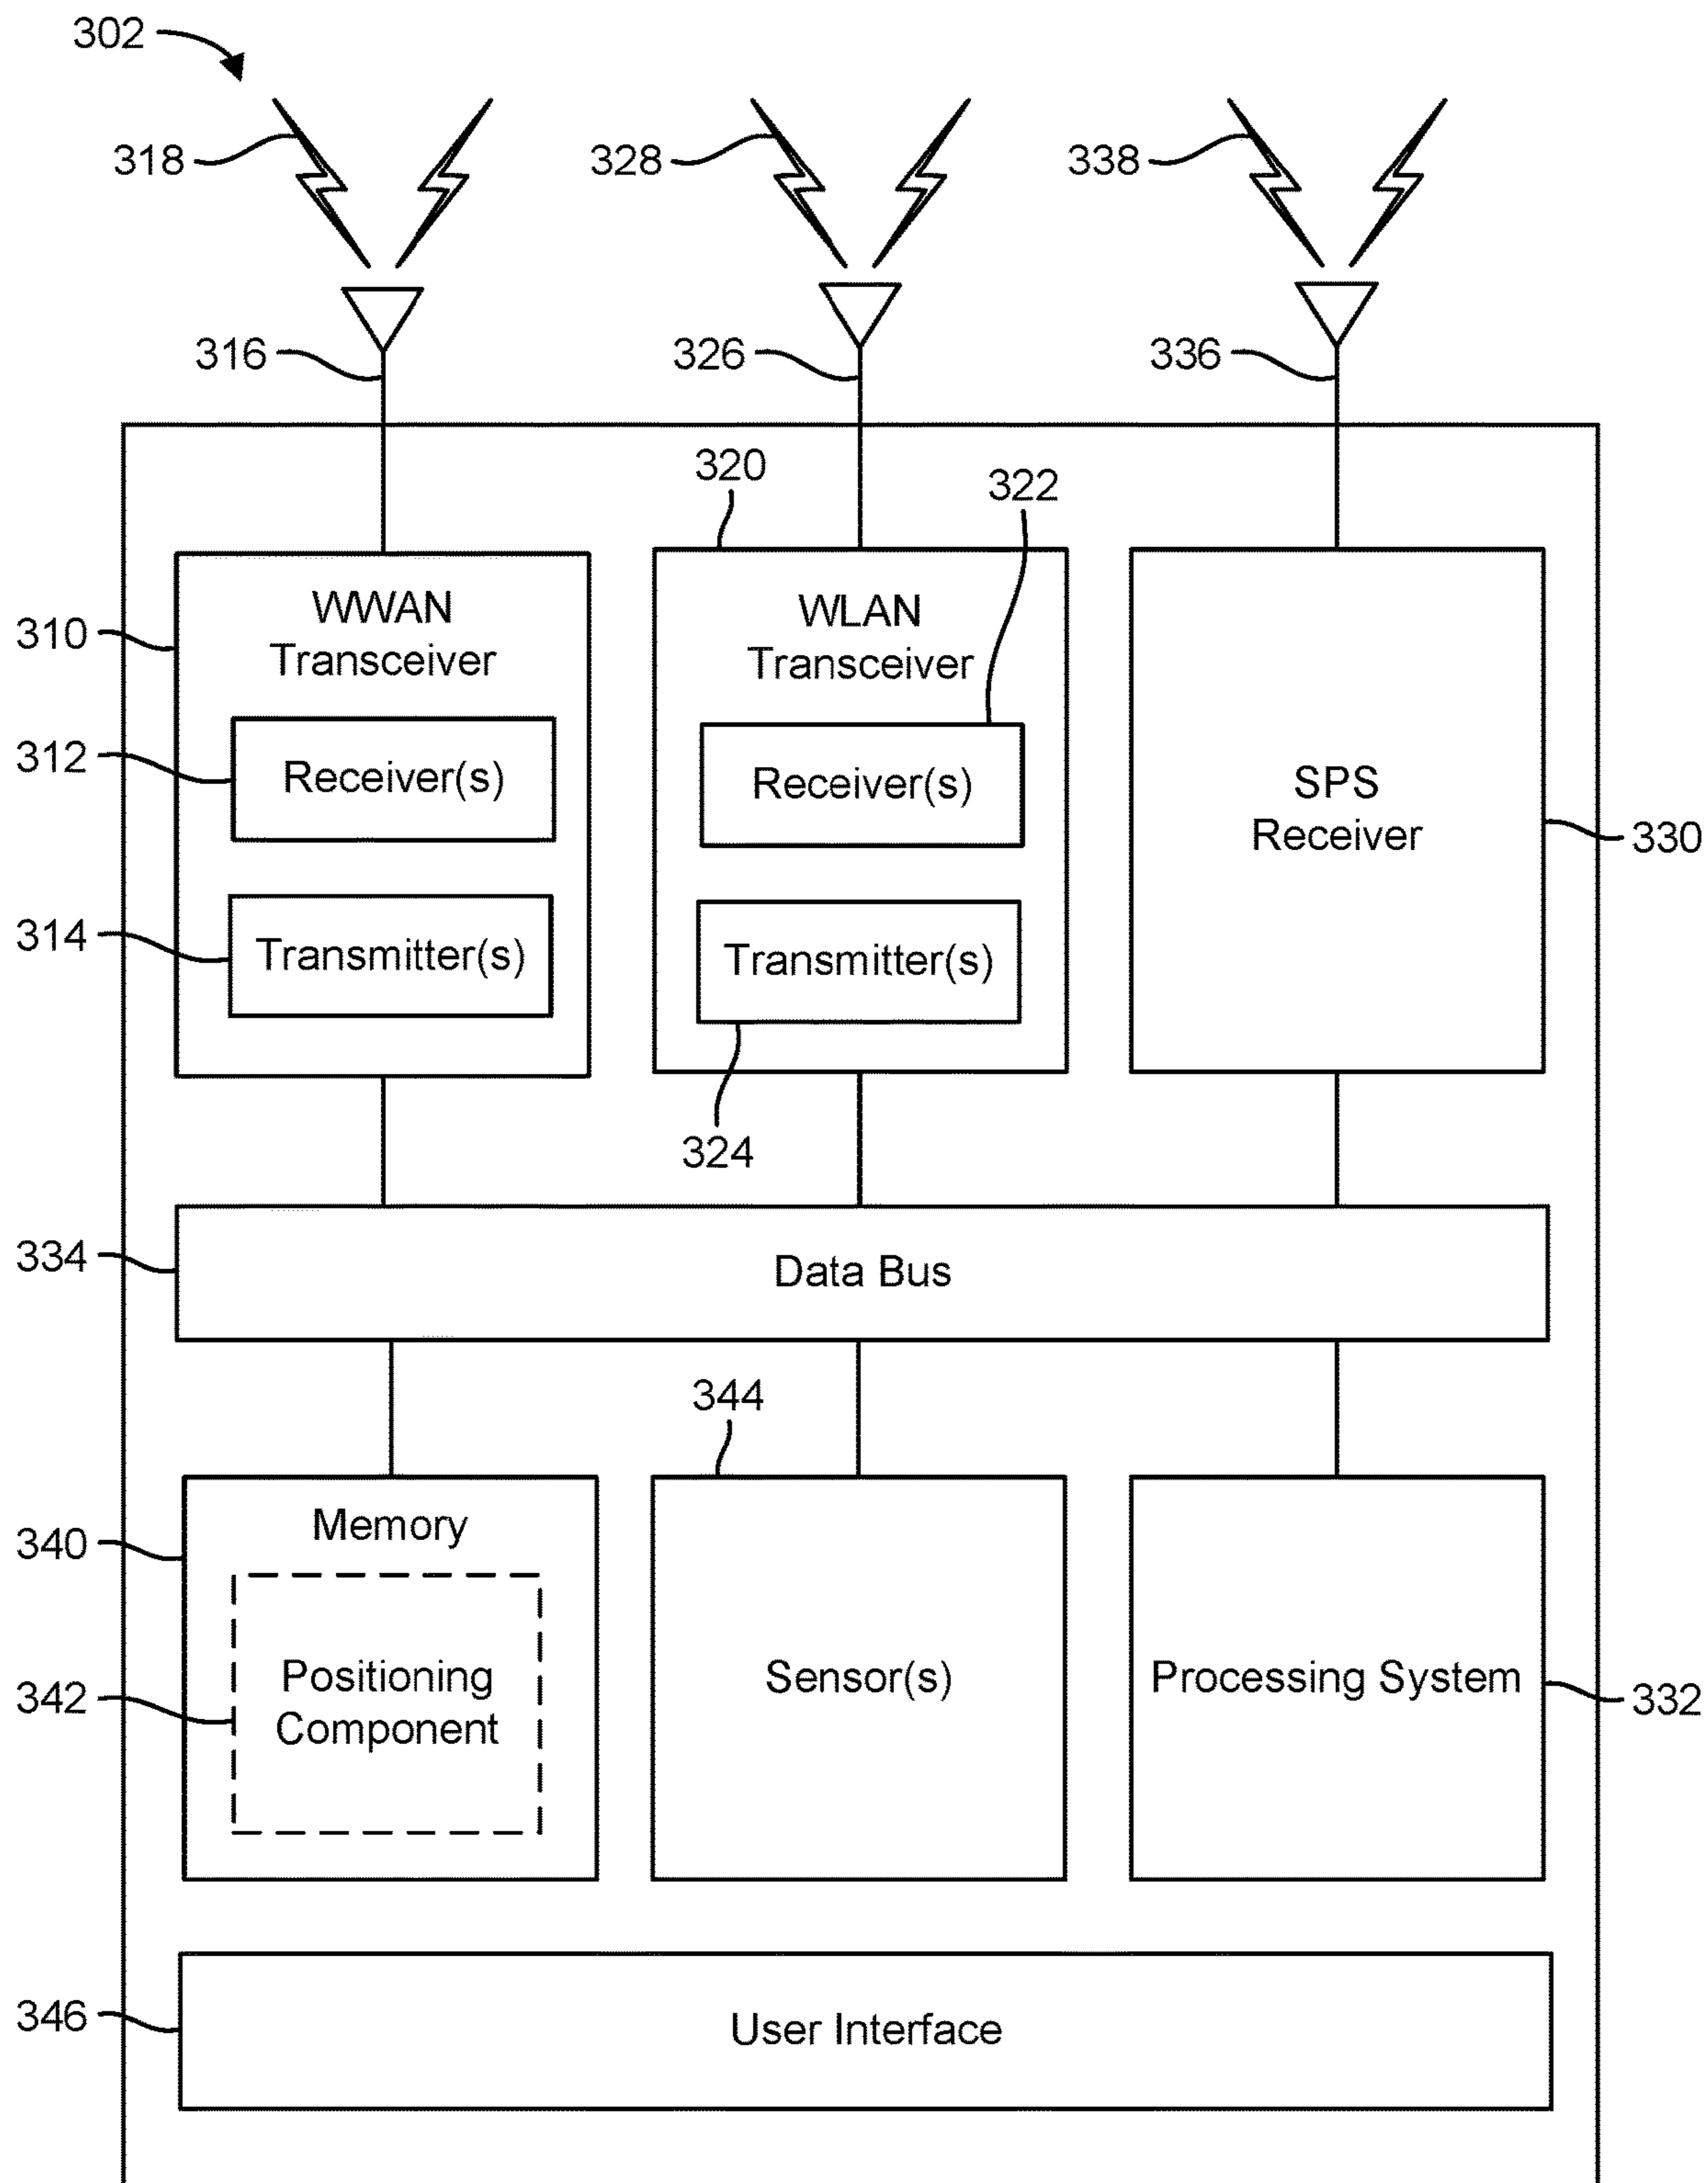 302
318
328
338
316
326
336
320
322
310
WWAN
Transceiver
WLAN
Transceiver
312
Receiver(s)
Receiver(s)
SPS
Receiver
330
314
Transmitter(s)
Transmitter(s)
324
334
Data Bus
344
340
Memory
342
Positioning
Component
Sensor(s)
Processing System
332
346
User Interface